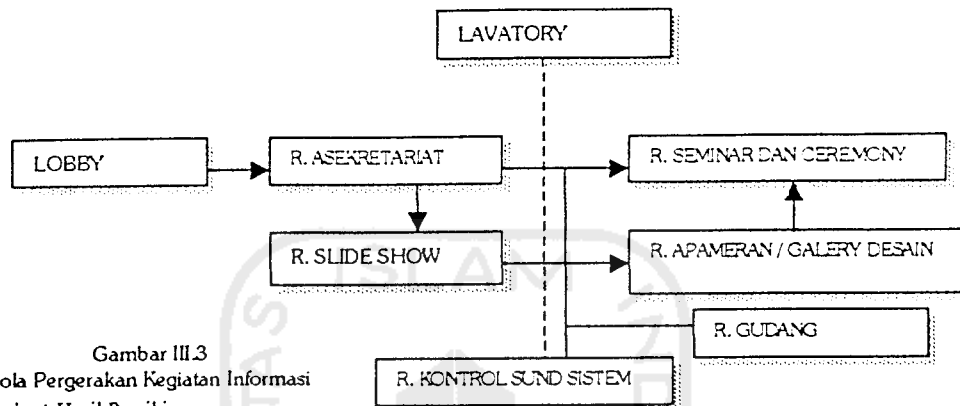 LAVATORY
LOBBY
R. ASEKRETARIAT
R. SEMINAR DAN CEREMONY
R. SLIDE SHOW
R. APAMERAN / GALERY DESAIN
R. GUDANG
R. KONTROL SUND SISTEM
Gambar III.3
ola Pergerakan Kegiatan Informasi
ISLAM